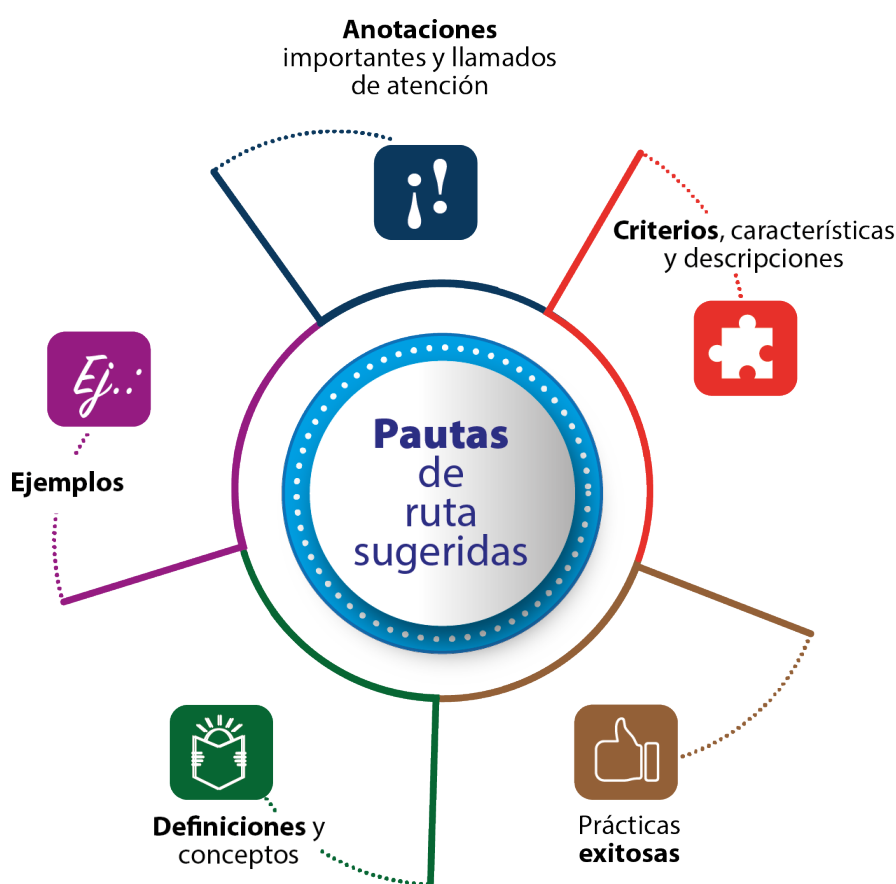 Anotaciones
importantes y llamados
de atención
¡!
Criterios, características
y descripciones
Ej.:
Ejemplos
Pautas
de
ruta
sugeridas
Definiciones y
conceptos
Prácticas
exitosas